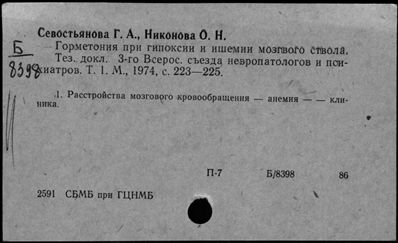 Севостьянова Г. А., Никонова О. Н.
Б
8398
Горметония при гипоксии и ишемии мозгвого ствола.
Тез. докл. 3-го Всерос. съезда невропатологов и пси-
хиатров. Т. 1. М., 1974, с. 223—225.
1. Расстройства мозгового кровообращения — анемия — — кли-
ника.
П-7 Б/8398 86
2591 СБМБ при ГЦНМБ